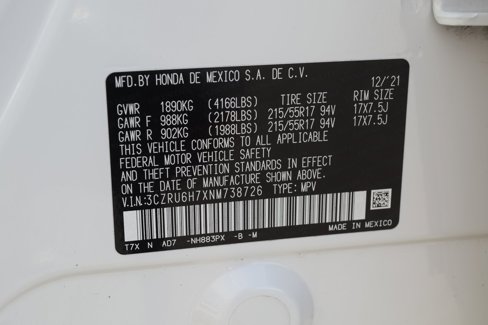 MFD.BY HONDA DE MEXICO S.A. DE C.V.
12/'21
GVWR 1890KG (4166LBS) TIRE SIZE RIM SIZE
GAWR F 988KG (2178LBS) 215/55R17 94V 17X7.5J
GAWR R 902KG (1988LBS) 215/55R17 94V 17X7.5J
THIS VEHICLE CONFORMS TO ALL APPLICABLE
FEDERAL MOTOR VEHICLE SAFETY
AND THEFT PREVENTION STANDARDS IN EFFECT
ON THE DATE OF MANUFACTURE SHOWN ABOVE.
V.I.N:3CZRU6H7XNM738726 TYPE: MPV
T7X N AD7 -NH883PX -B -M MADE IN MEXICO